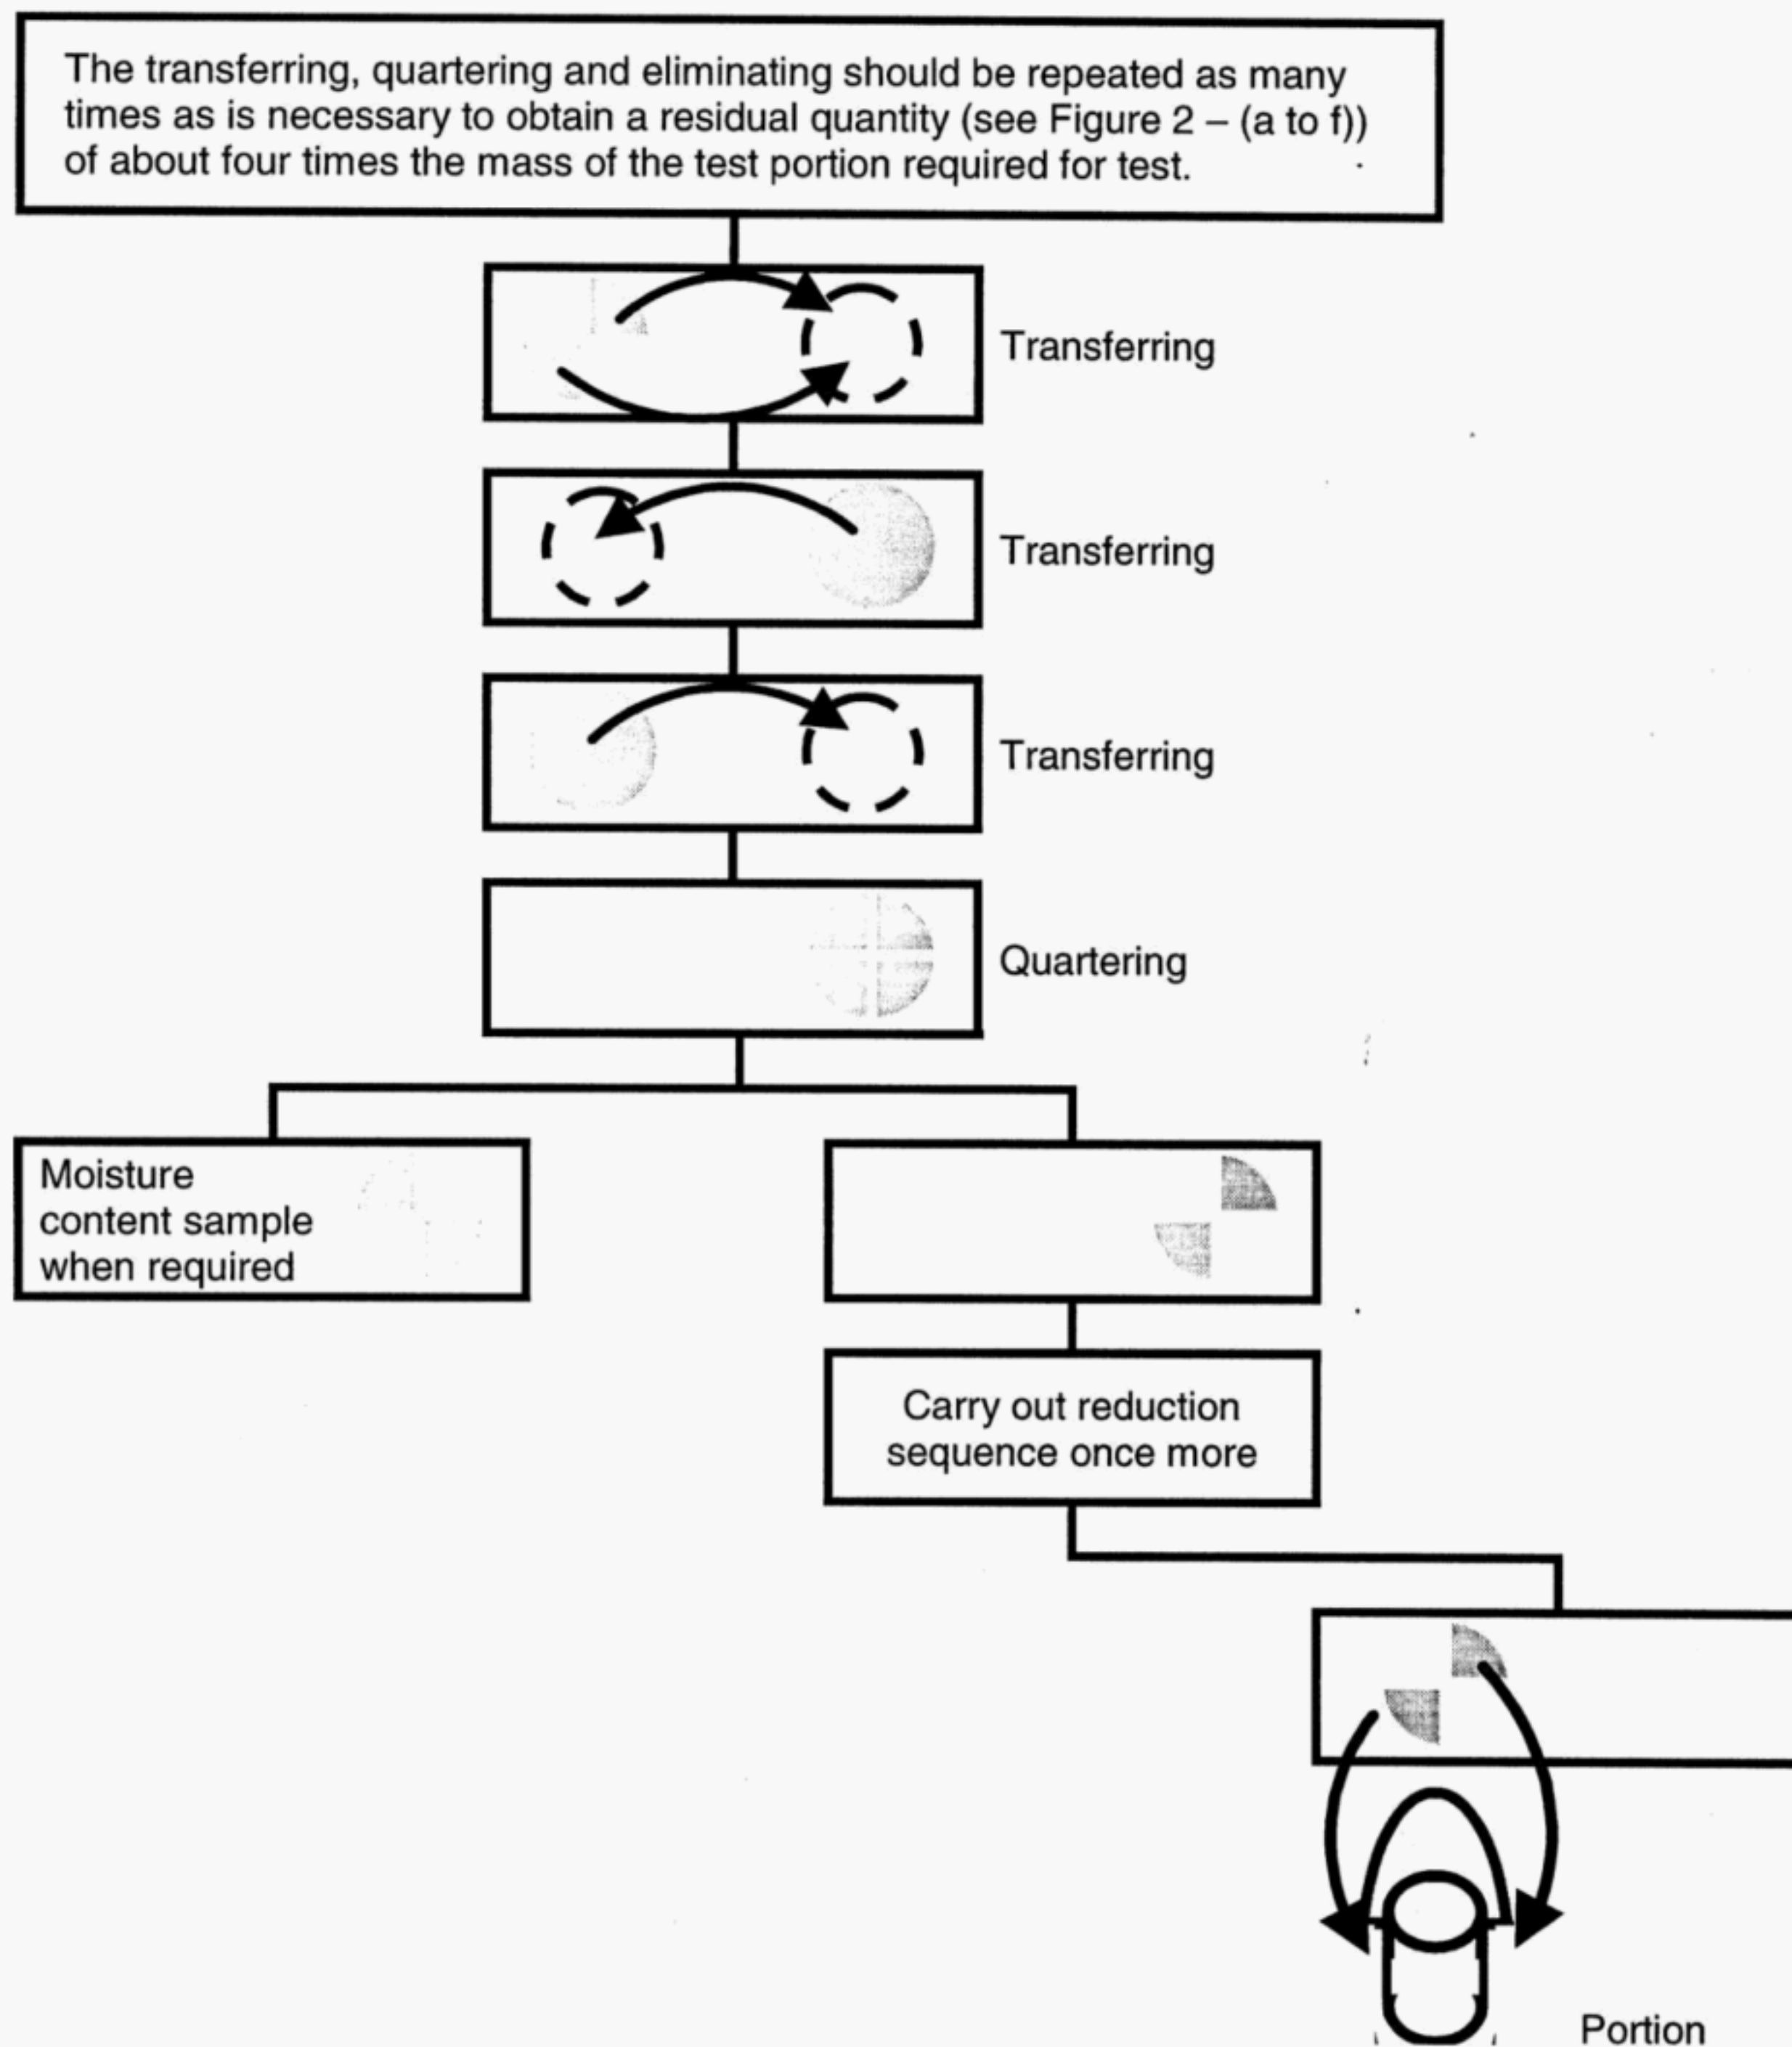 The transferring, quartering and eliminating should be repeated as many
times as is necessary to obtain a residual quantity (see Figure 2 – (a to f))
of about four times the mass of the test portion required for test.
Transferring
Transferring
Transferring
Quartering
Moisture
content sample
when required
Carry out reduction
sequence once more
Portion